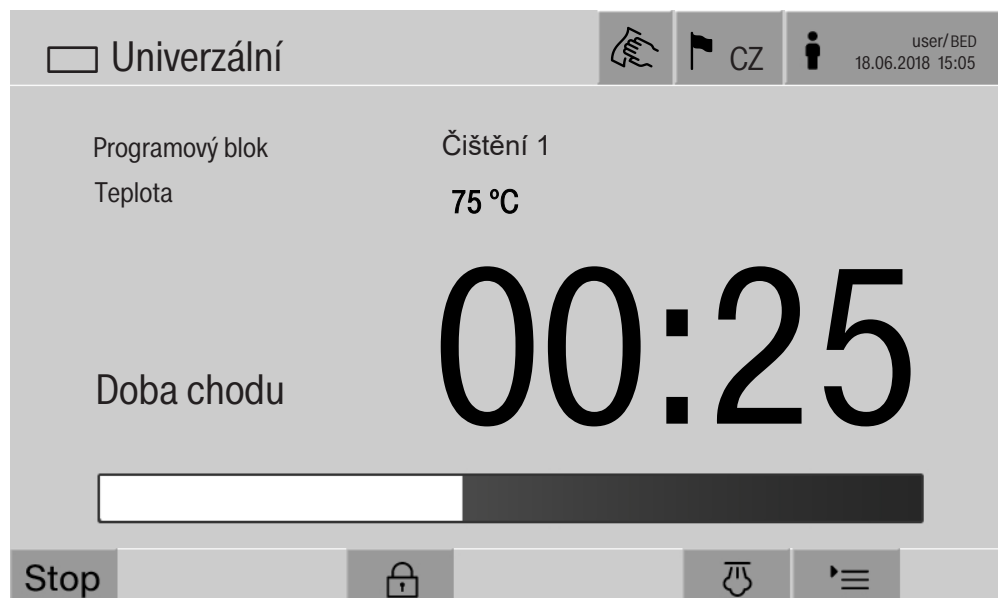 Univerzální
CZ
user/BED
18.06.2018 15:05
Programový blok Čištění 1
Teplota 75 ºC
Doba chodu 00:25
Stop